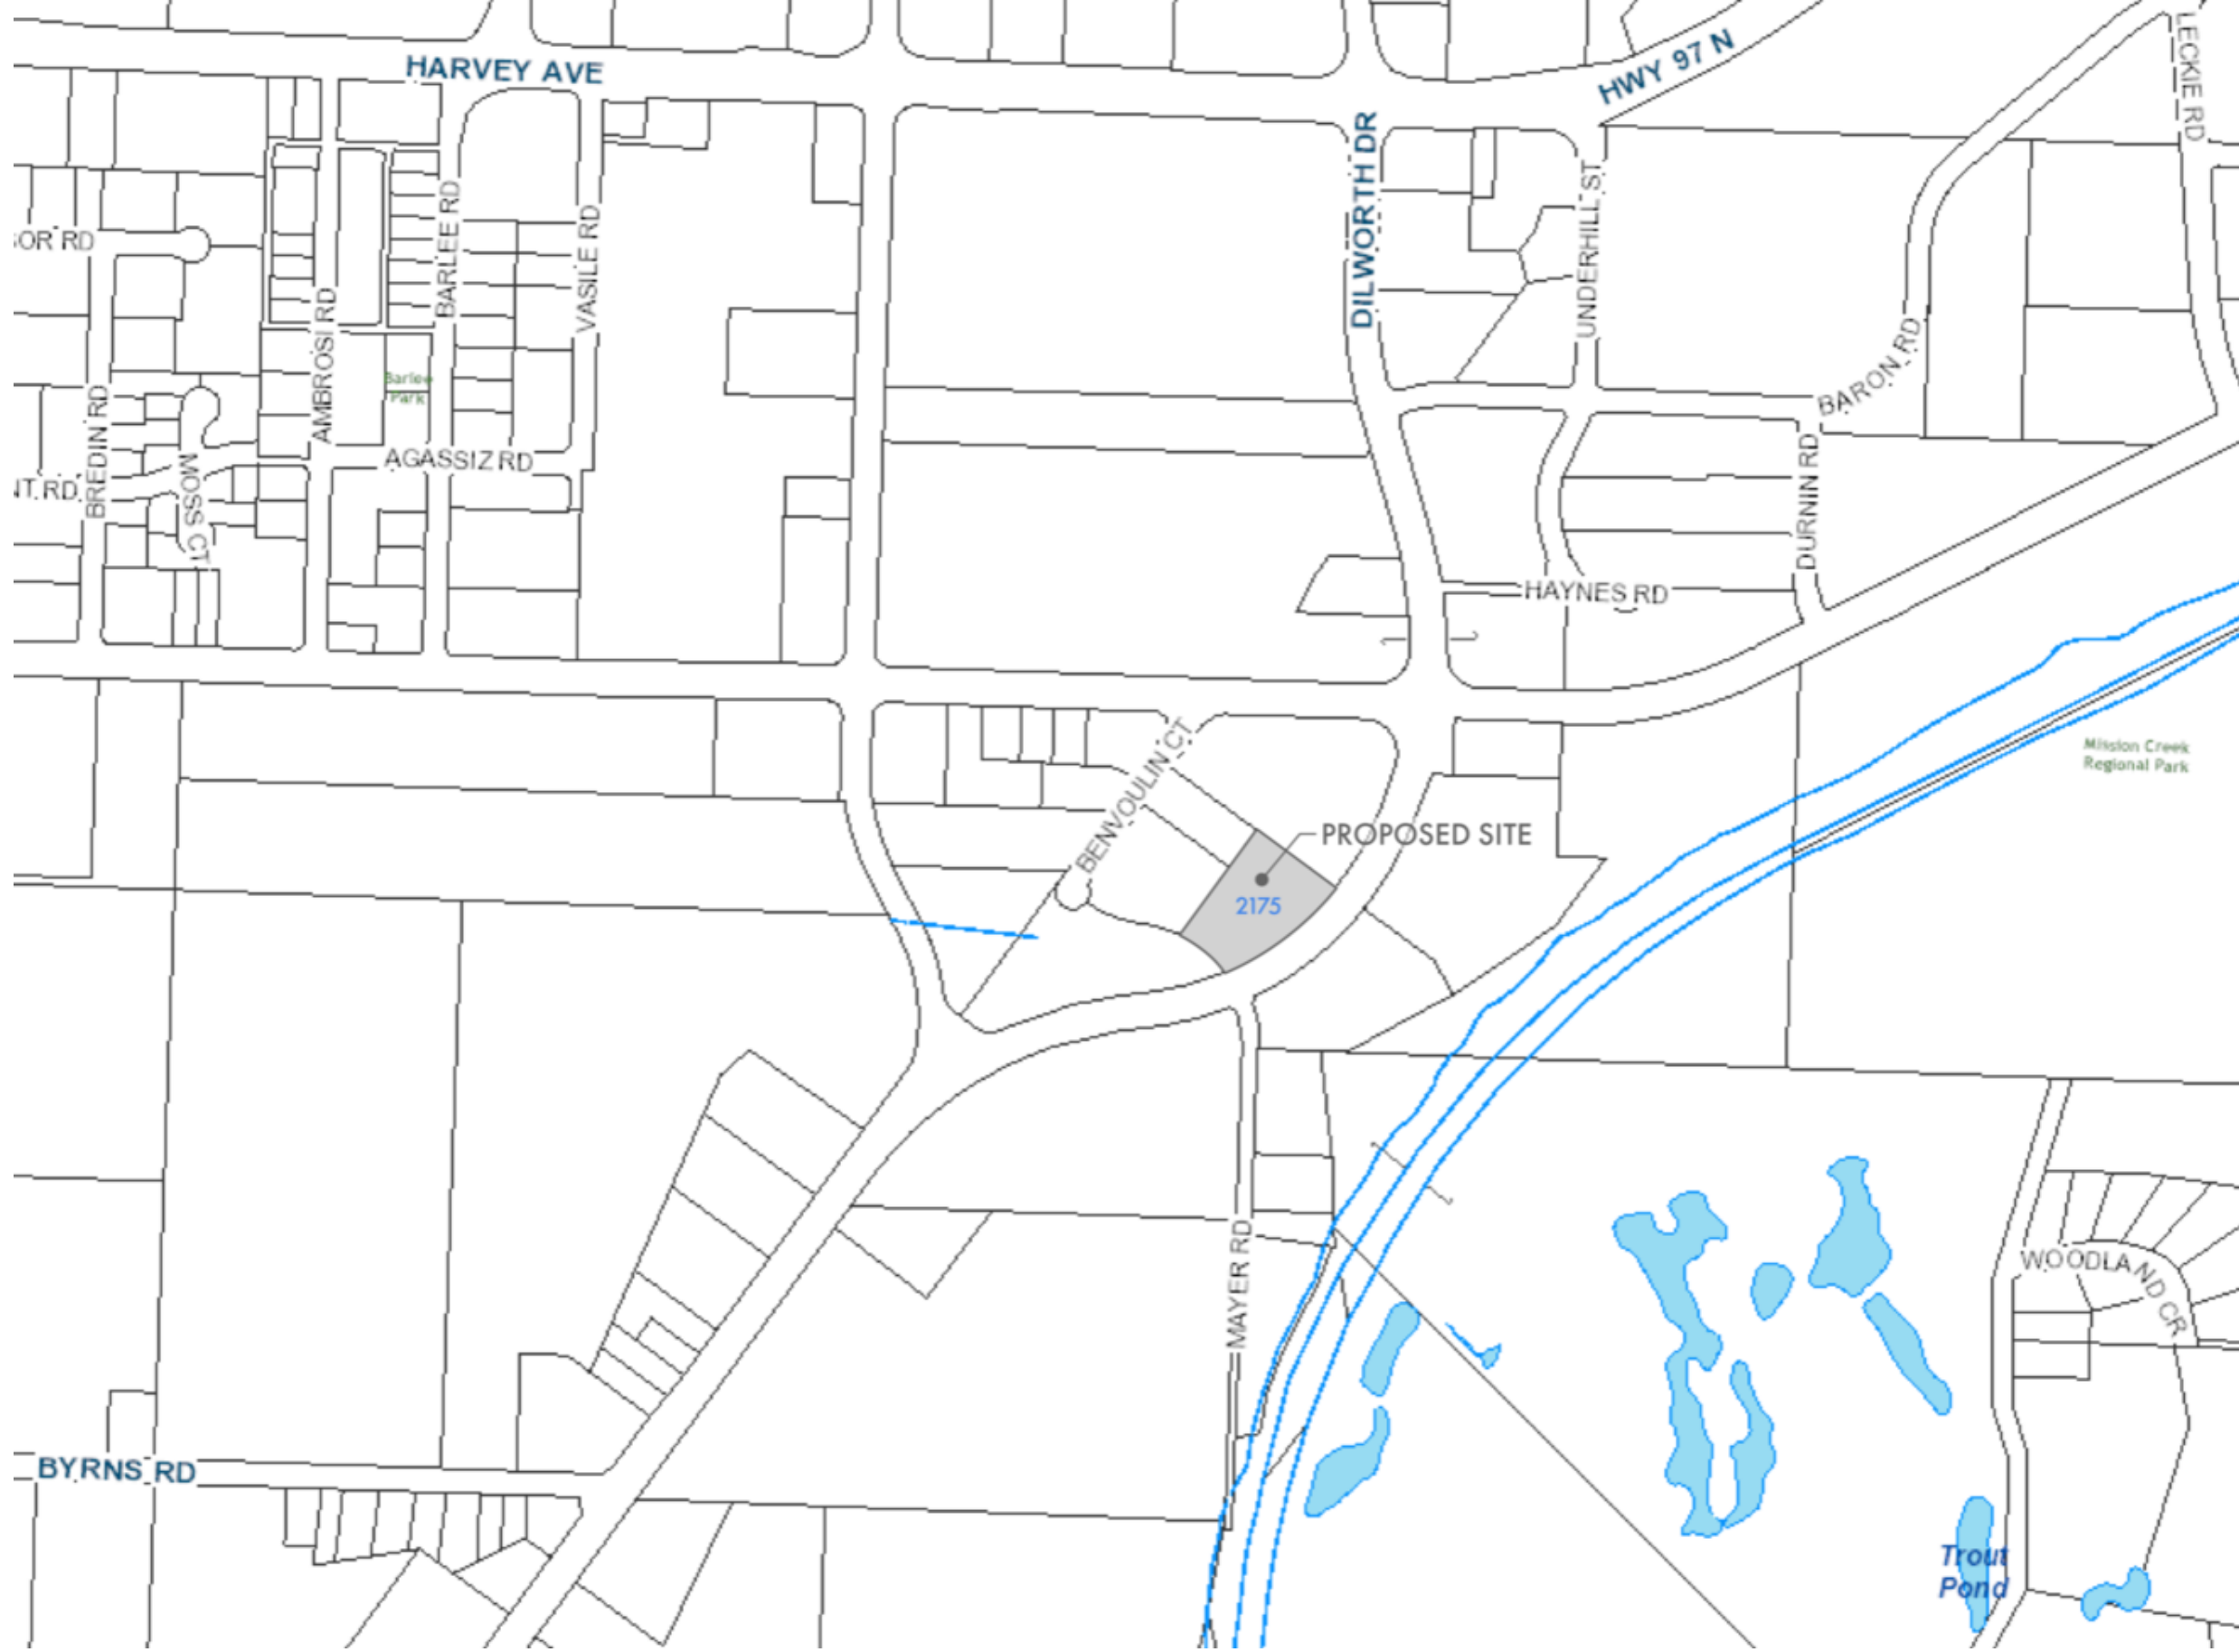 HARVEY AVE
HWY 97 N
LECKIE RD
DILWORTH DR
UNDERHILL ST
BARLEE RD
VASILE RD
OR RD
AMBROSI RD
BARON RD
Barlee
Park
BREDIN RD
AGASSIZ RD
MOSS CT
NT RD
DURNIN RD
HAYNES RD
BENVOULIN CT
Mission Creek
Regional Park
PROPOSED SITE
2175
MAYER RD
WOODLAND CR
BYRNS RD
Trout
Pond